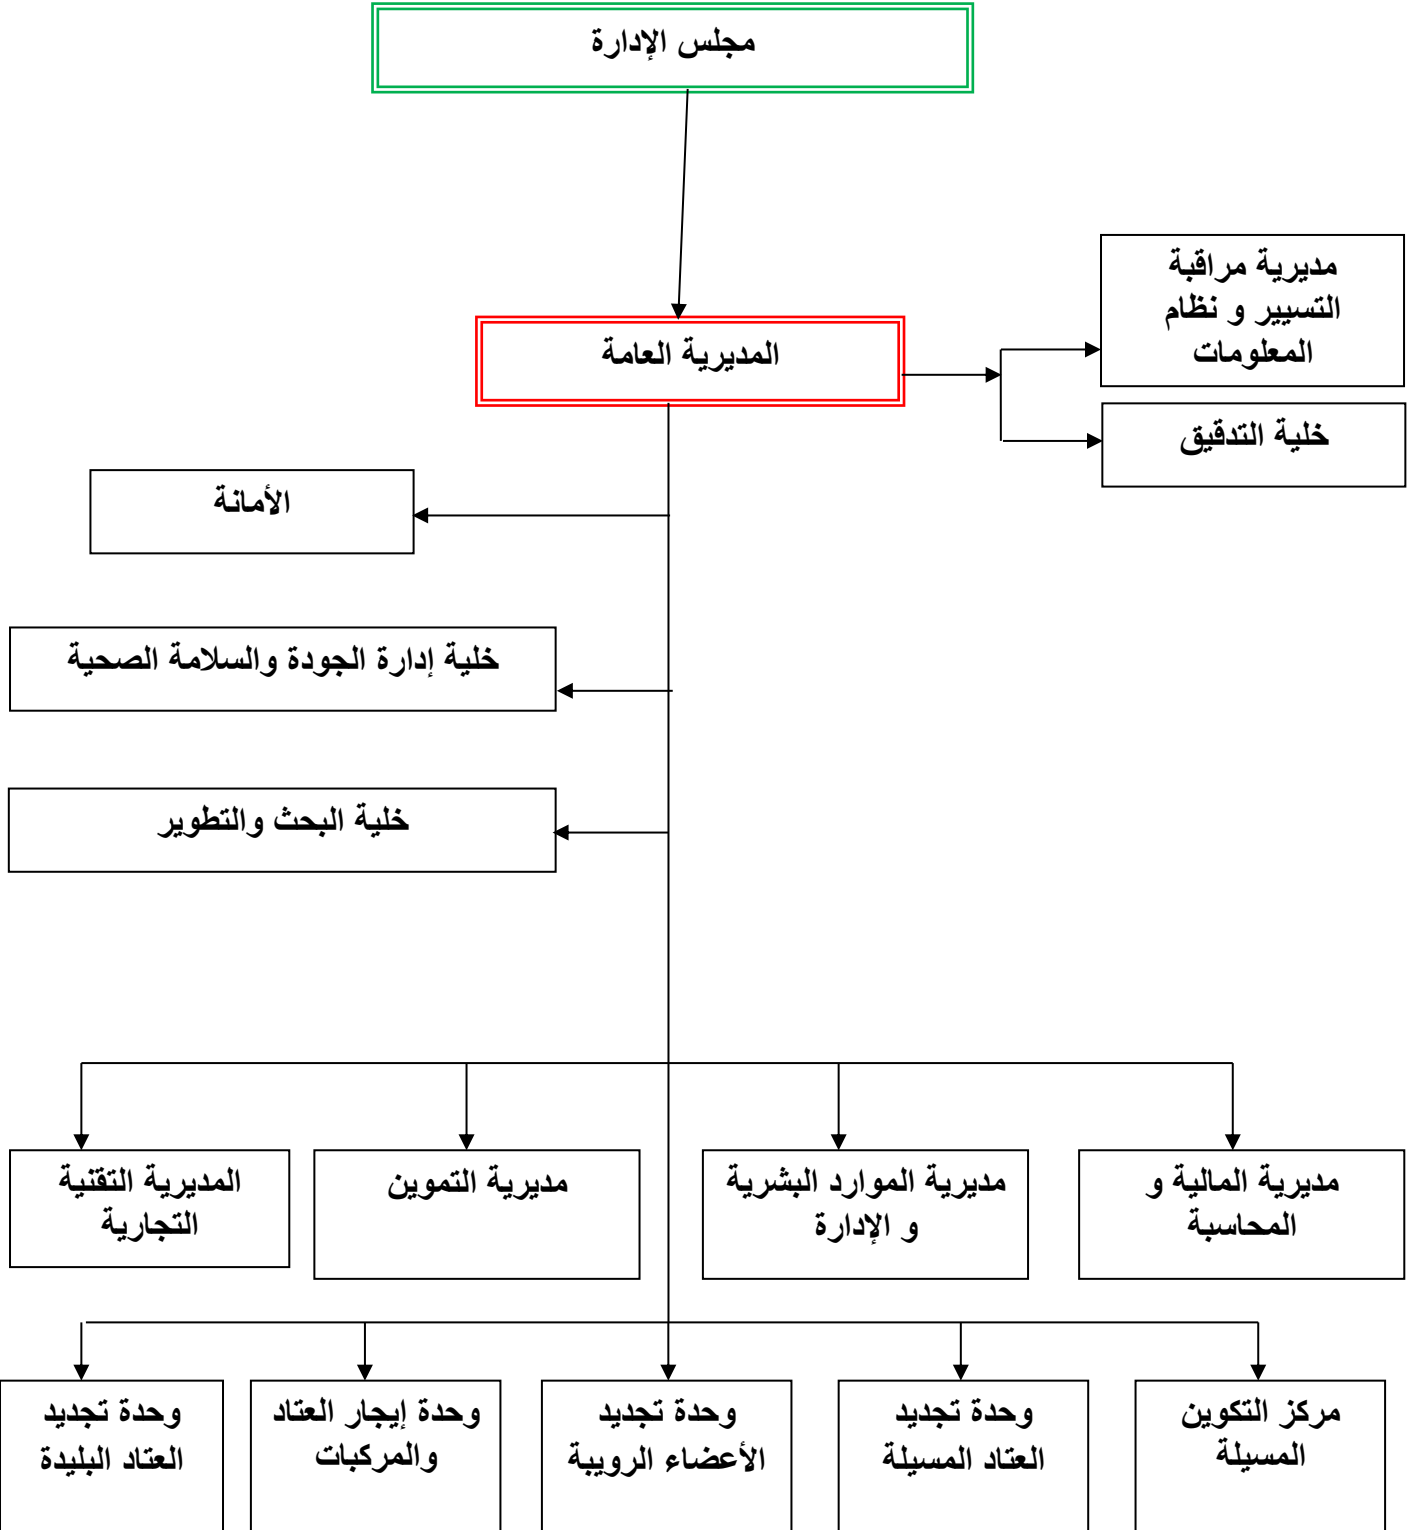 مجلس الإدارة
مديرية مراقبة
التسيير و نظام
المعلومات
المديرية العامة
خلية التدقيق
الأمانة
خلية إدارة الجودة والسلامة الصحية
خلية البحث والتطوير
مديرية المالية و
المحاسبة
مديرية الموارد البشرية
و الإدارة
مديرية التموين
المديرية التقنية
التجارية
مركز التكوين
المسيلة
وحدة تجديد
العتاد المسيلة
وحدة تجديد
الأعضاء الرويبة
وحدة إيجار العتاد
والمركبات
وحدة تجديد
العتاد البليدة